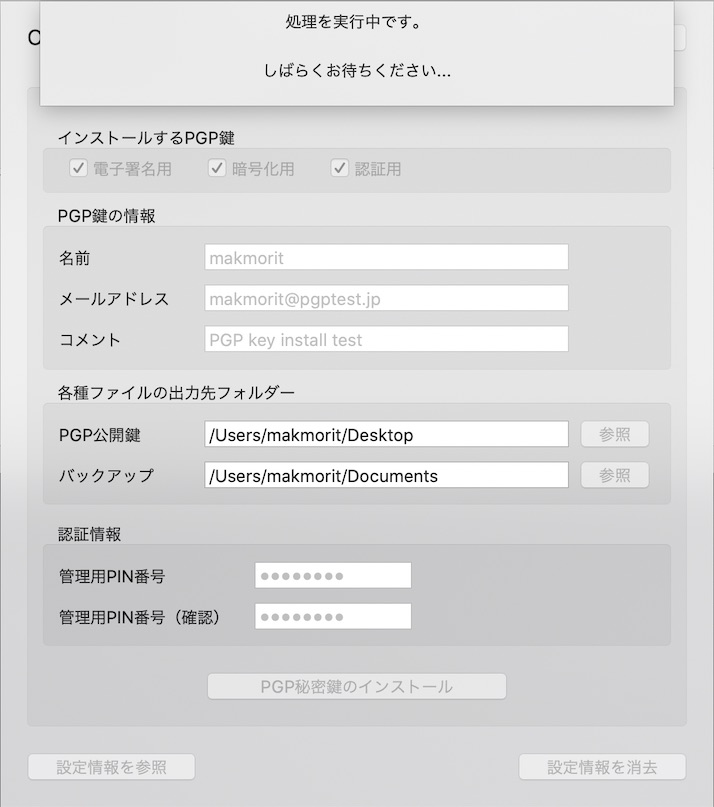 処理を実行中です。
しばらくお待ちください...
インストールするPGP鍵
電子署名用 暗号化用 認証用
PGP鍵の情報
名前 makmorit
メールアドレス makmorit@pgptest.jp
コメント PGP key install test
各種ファイルの出力先フォルダー
PGP公開鍵 /Users/makmorit/Desktop 参照
バックアップ /Users/makmorit/Documents 参照
認証情報
管理用PIN番号 ●●●●●●●●
管理用PIN番号（確認） ●●●●●●●●
PGP秘密鍵のインストール
設定情報を参照 設定情報を消去